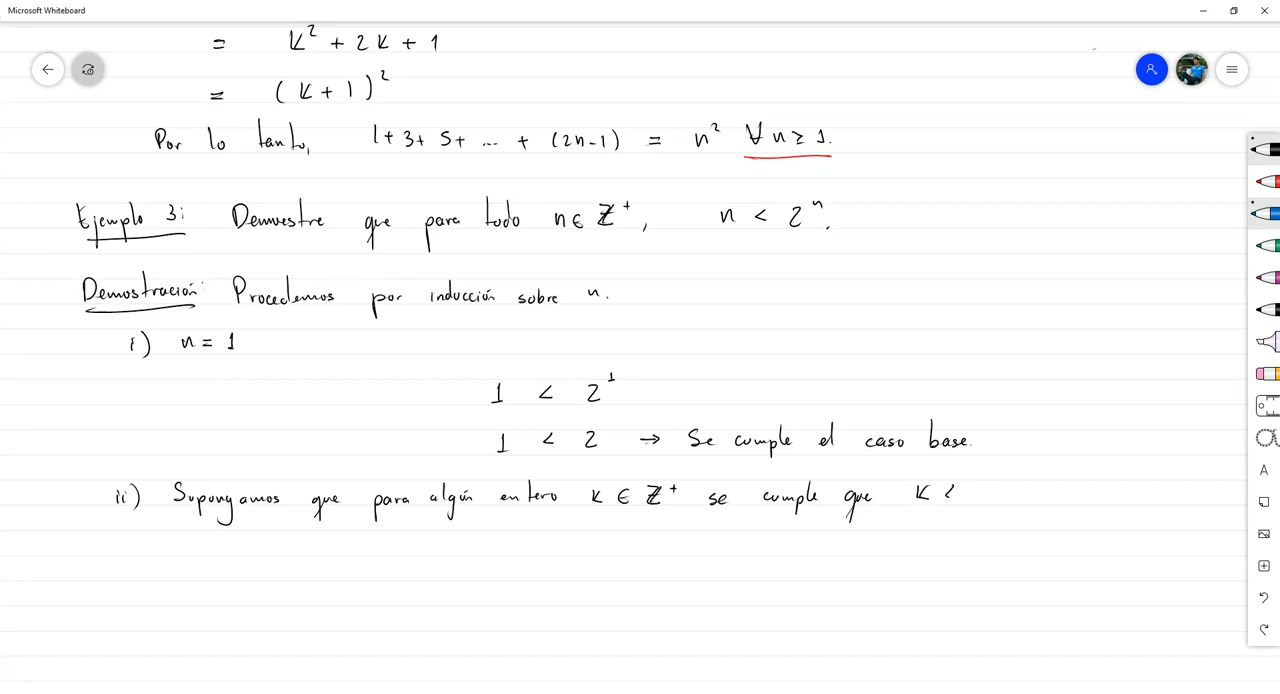 Microsoft Whiteboard
= k² + 2k + 1
= (k + 1)²
Por lo tanto, 1 + 3 + 5 + ... + (2n-1) = n² ∀ n ≥ 1.
Ejemplo 3: Demuestre que para todo n ∈ ℤ⁺, n < 2ⁿ.
Demostración: Procedemos por inducción sobre n.
i) n = 1
1 < 2¹
1 < 2 → Se cumple el caso base.
ii) Supongamos que para algún entero k ∈ ℤ⁺ se cumple que k <
A